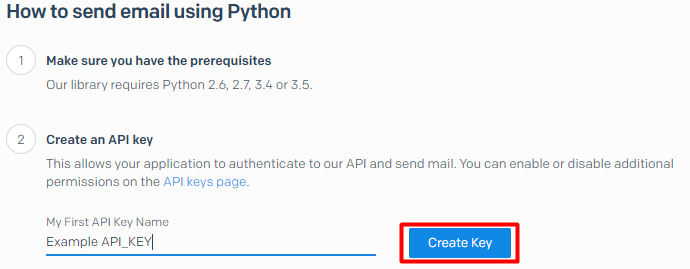 How to send email using Python
1
Make sure you have the prerequisites
Our library requires Python 2.6, 2.7, 3.4 or 3.5.
2
Create an API key
This allows your application to authenticate to our API and send mail. You can enable or disable additional
permissions on the API keys page.
My First API Key Name
Example API_KEY
Create Key